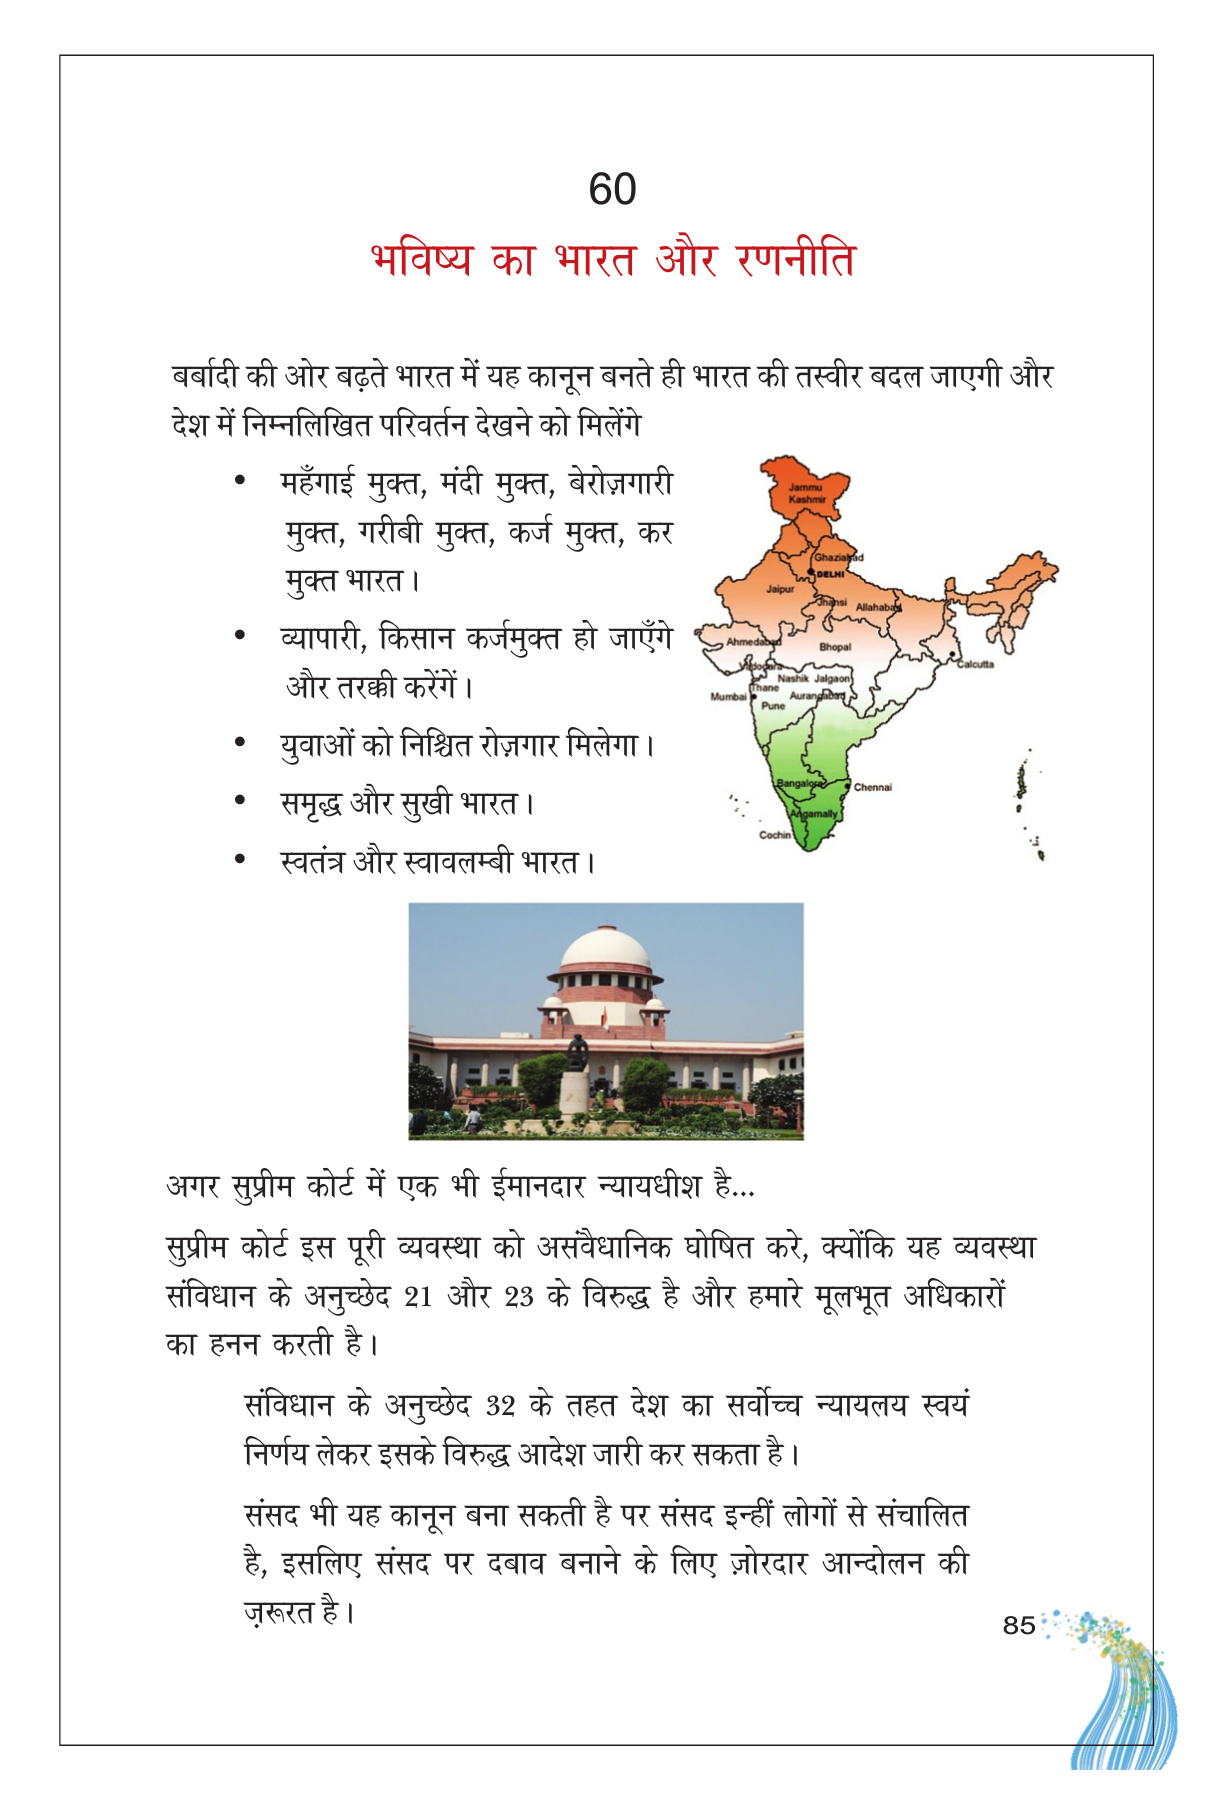 60
भविष्य का भारत और रणनीति
बर्बादी की ओर बढ़ते भारत में यह कानून बनते ही भारत की तस्वीर बदल जाएगी और
देश में निम्नलिखित परिवर्तन देखने को मिलेंगे
• महँगाई मुक्त, मंदी मुक्त, बेरोज़गारी
मुक्त, गरीबी मुक्त, कर्ज मुक्त, कर
मुक्त भारत।
• व्यापारी, किसान कर्जमुक्त हो जाएँगे
और तरक्की करेंगें।
• युवाओं को निश्चित रोज़गार मिलेगा।
• समृद्ध और सुखी भारत।
• स्वतंत्र और स्वावलम्बी भारत।
Jammu
Kashmir
Ghaziabad
DELHI
Jaipur
Jhansi
Allahabad
Ahmedabad
Bhopal
Calcutta
Vadodara
Nashik Jalgaon
Thane
Mumbai
Aurangabad
Pune
Bangalore
Chennai
Angamally
Cochin
अगर सुप्रीम कोर्ट में एक भी ईमानदार न्यायधीश है...
सुप्रीम कोर्ट इस पूरी व्यवस्था को असंवैधानिक घोषित करे, क्योंकि यह व्यवस्था
संविधान के अनुच्छेद 21 और 23 के विरुद्ध है और हमारे मूलभूत अधिकारों
का हनन करती है।
संविधान के अनुच्छेद 32 के तहत देश का सर्वोच्च न्यायलय स्वयं
निर्णय लेकर इसके विरुद्ध आदेश जारी कर सकता है।
संसद भी यह कानून बना सकती है पर संसद इन्हीं लोगों से संचालित
है, इसलिए संसद पर दबाव बनाने के लिए ज़ोरदार आन्दोलन की
ज़रूरत है।
85